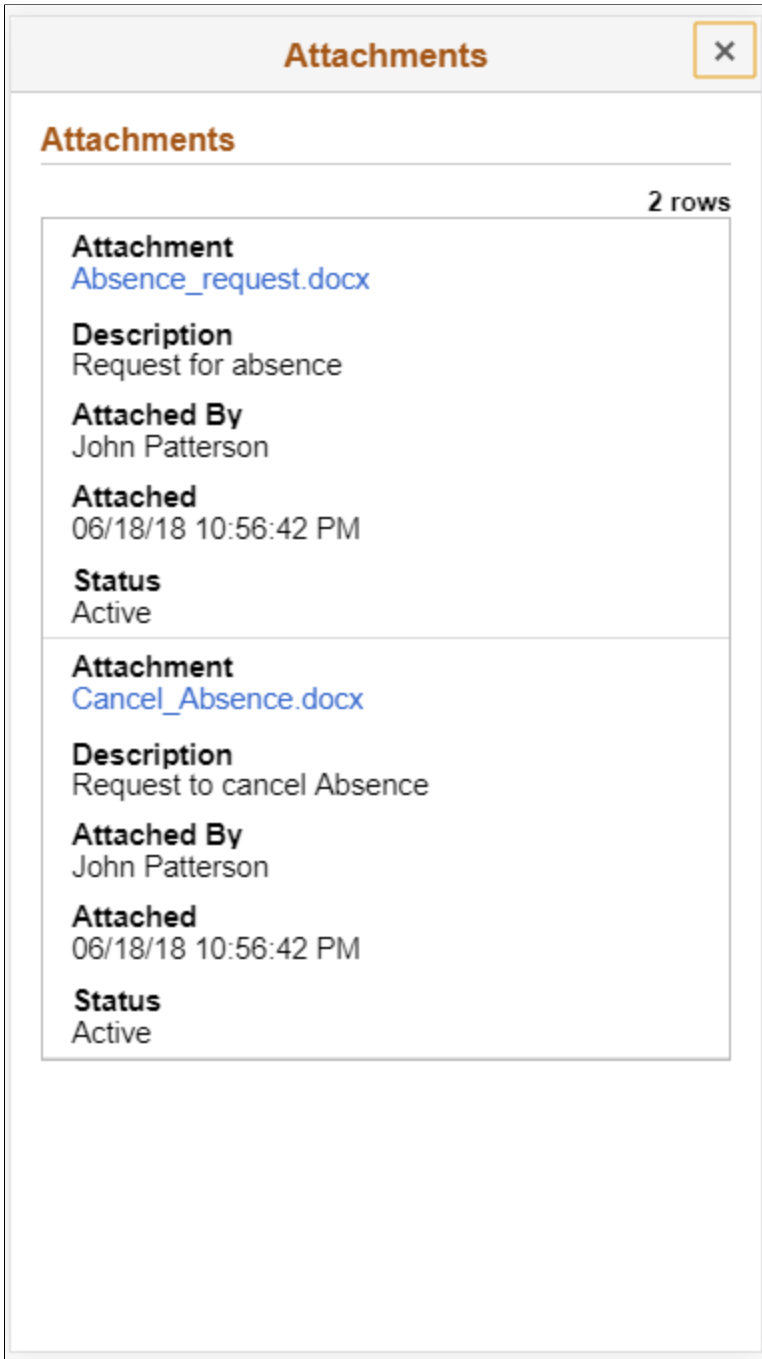 Attachments
Attachments
2 rows
Attachment
Absence_request.docx
Description
Request for absence
Attached By
John Patterson
Attached
06/18/18 10:56:42 PM
Status
Active
Attachment
Cancel_Absence.docx
Description
Request to cancel Absence
Attached By
John Patterson
Attached
06/18/18 10:56:42 PM
Status
Active